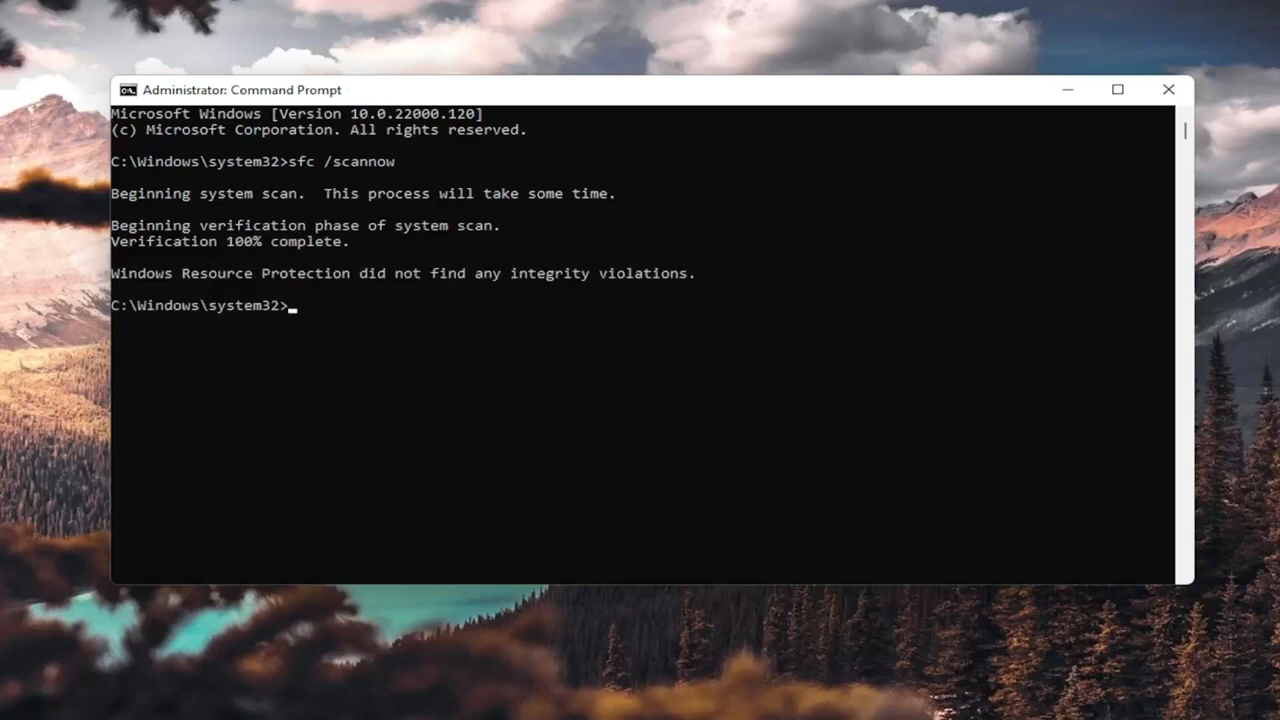 Administrator: Command Prompt
Microsoft Windows [Version 10.0.22000.120]
(c) Microsoft Corporation. All rights reserved.
C:\Windows\system32>sfc /scannow
Beginning system scan.  This process will take some time.
Beginning verification phase of system scan.
Verification 100% complete.
Windows Resource Protection did not find any integrity violations.
C:\Windows\system32>